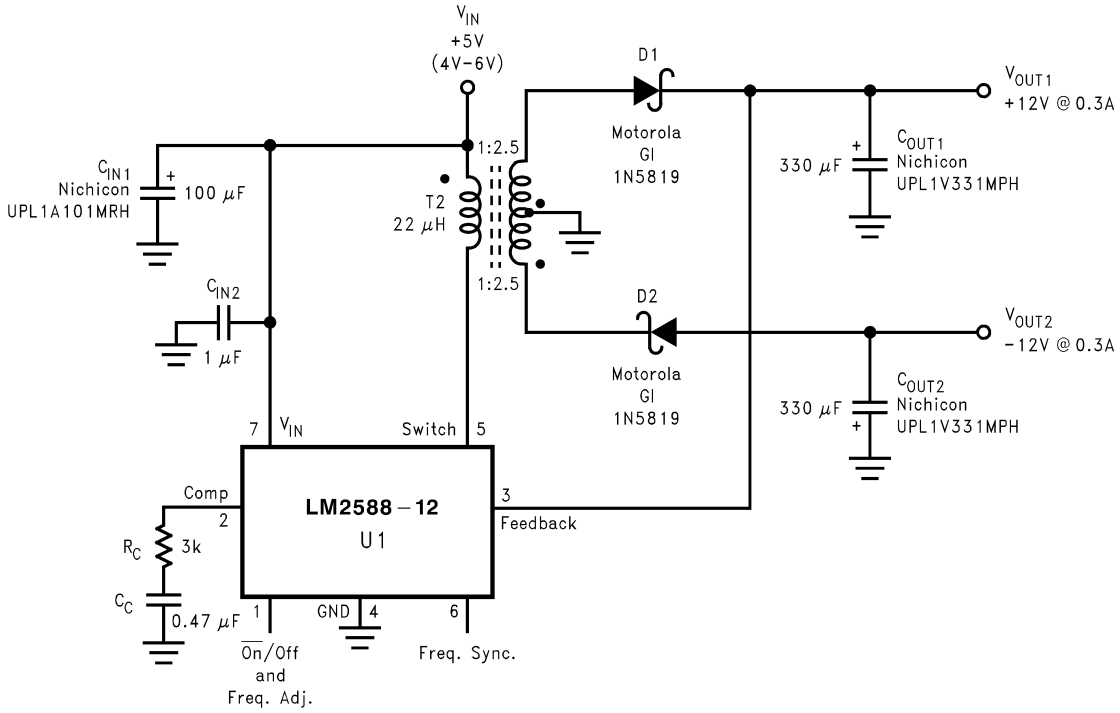 V_IN
+5V
(4V–6V)
C_IN1
Nichicon
UPL1A101MRH
+
100 μF
1:2.5
T2
22 μH
1:2.5
D1
Motorola
GI
1N5819
V_OUT1
+12V @ 0.3A
+
330 μF
C_OUT1
Nichicon
UPL1V331MPH
C_IN2
1 μF
D2
Motorola
GI
1N5819
V_OUT2
-12V @ 0.3A
330 μF
+
C_OUT2
Nichicon
UPL1V331MPH
7
V_IN
Switch
5
Comp
2
LM2588-12
U1
3
Feedback
R_C
3k
C_C
0.47 μF
1
GND
4
6
On/Off
and
Freq. Adj.
Freq. Sync.